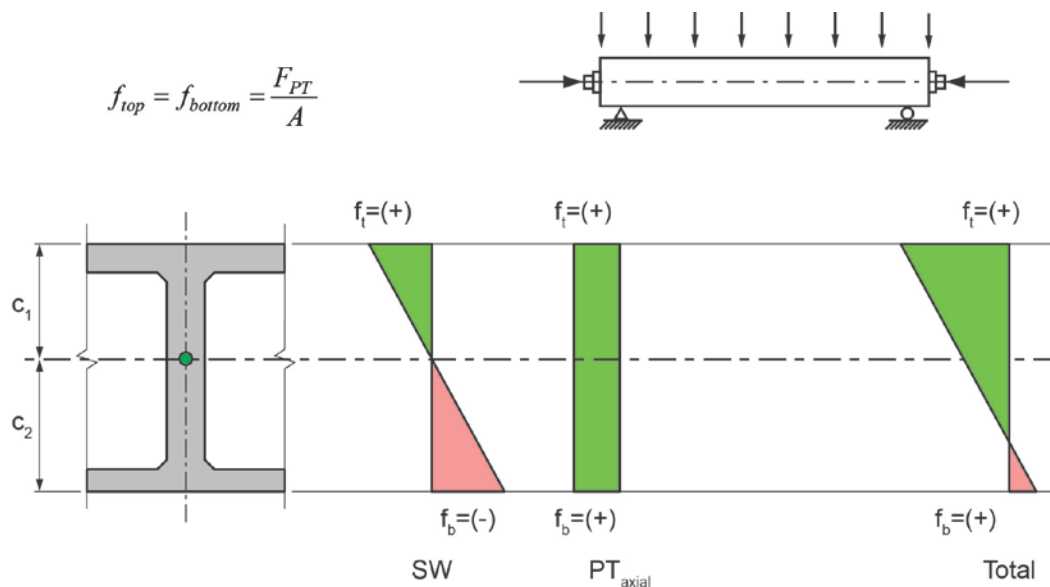 f_top = f_bottom = F_PT / A
f_t=(+) f_t=(+) f_t=(+)
c_1
c_2
f_b=(-) f_b=(+) f_b=(+)
SW PT_axial Total